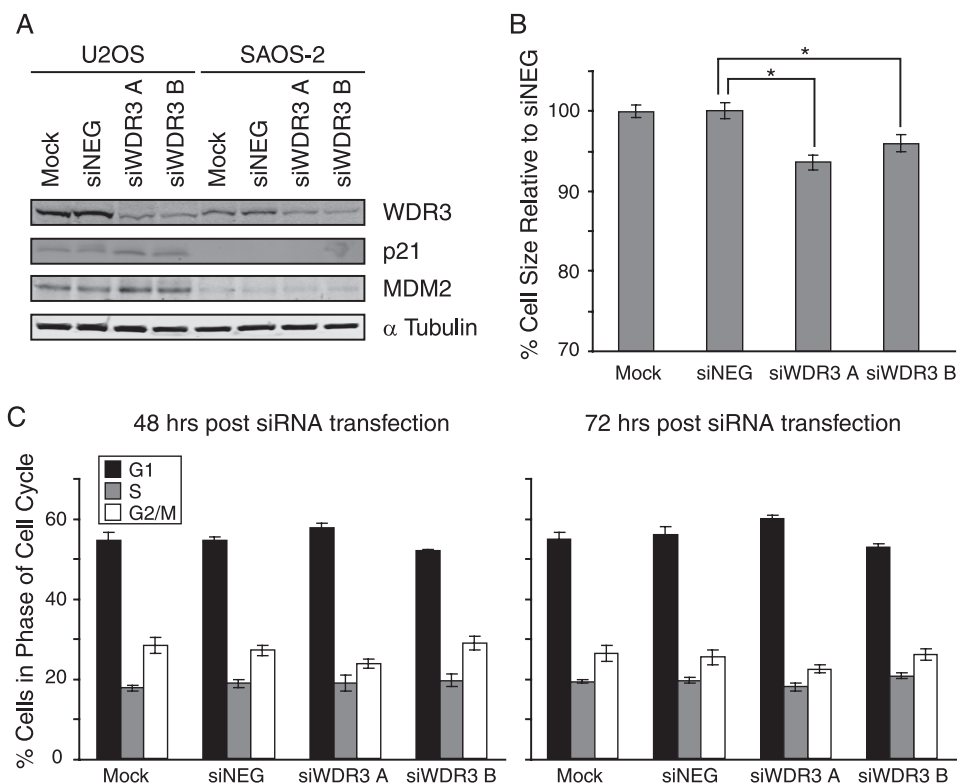 A
U2OS SAOS-2
Mock
siNEG
siWDR3 A
siWDR3 B
Mock
siNEG
siWDR3 A
siWDR3 B
WDR3
p21
MDM2
α Tubulin
B
% Cell Size Relative to siNEG
* *
100
90
80
70
Mock siNEG siWDR3 A siWDR3 B
C
48 hrs post siRNA transfection
% Cells in Phase of Cell Cycle
G1
S
G2/M
60
40
20
0
Mock siNEG siWDR3 A siWDR3 B
72 hrs post siRNA transfection
Mock siNEG siWDR3 A siWDR3 B